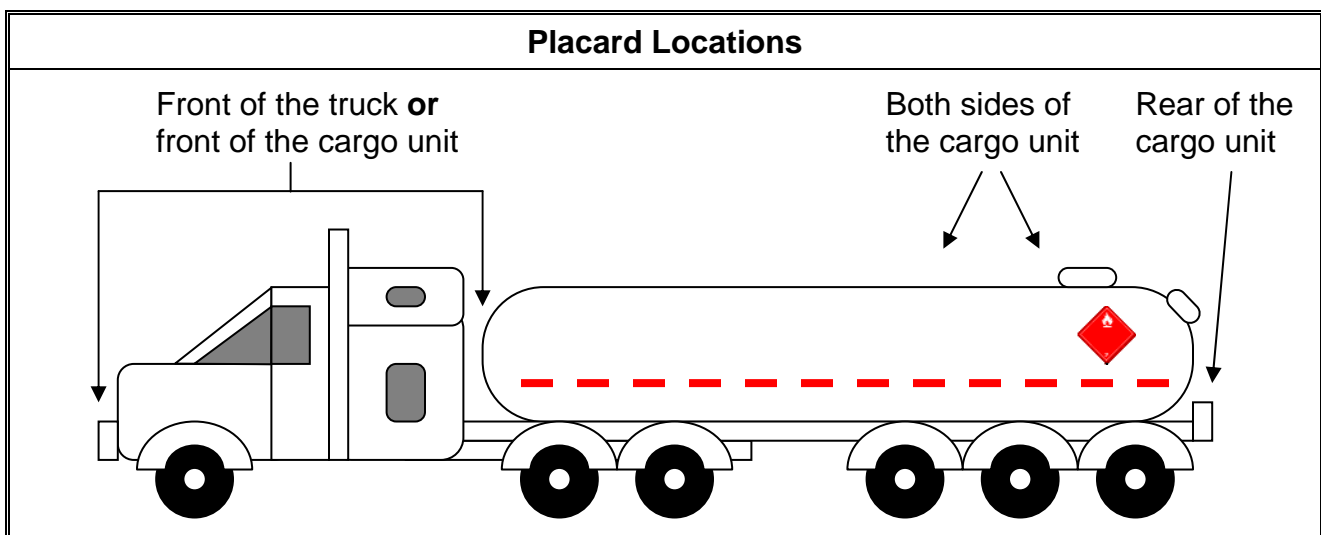 Placard Locations
Front of the truck or
front of the cargo unit
Both sides of
the cargo unit
Rear of the
cargo unit